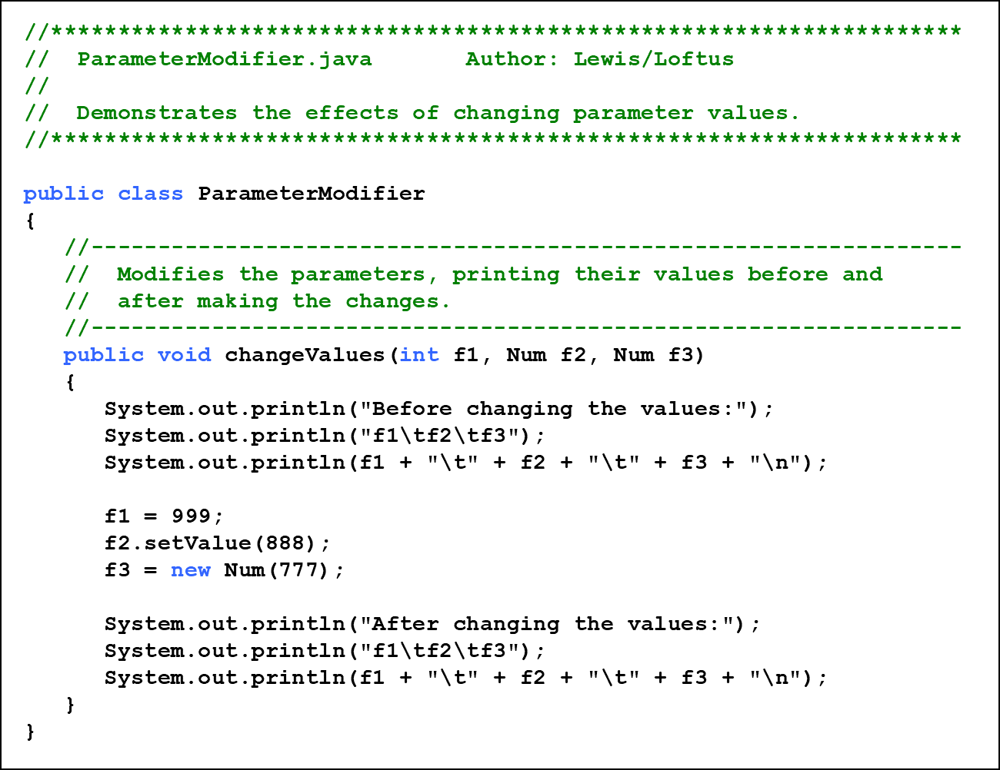 //********************************************************************
//  ParameterModifier.java       Author: Lewis/Loftus
//
//  Demonstrates the effects of changing parameter values.
//********************************************************************

public class ParameterModifier
{
   //-----------------------------------------------------------------
   //  Modifies the parameters, printing their values before and
   //  after making the changes.
   //-----------------------------------------------------------------
   public void changeValues(int f1, Num f2, Num f3)
   {
      System.out.println("Before changing the values:");
      System.out.println("f1\tf2\tf3");
      System.out.println(f1 + "\t" + f2 + "\t" + f3 + "\n");

      f1 = 999;
      f2.setValue(888);
      f3 = new Num(777);

      System.out.println("After changing the values:");
      System.out.println("f1\tf2\tf3");
      System.out.println(f1 + "\t" + f2 + "\t" + f3 + "\n");
   }
}